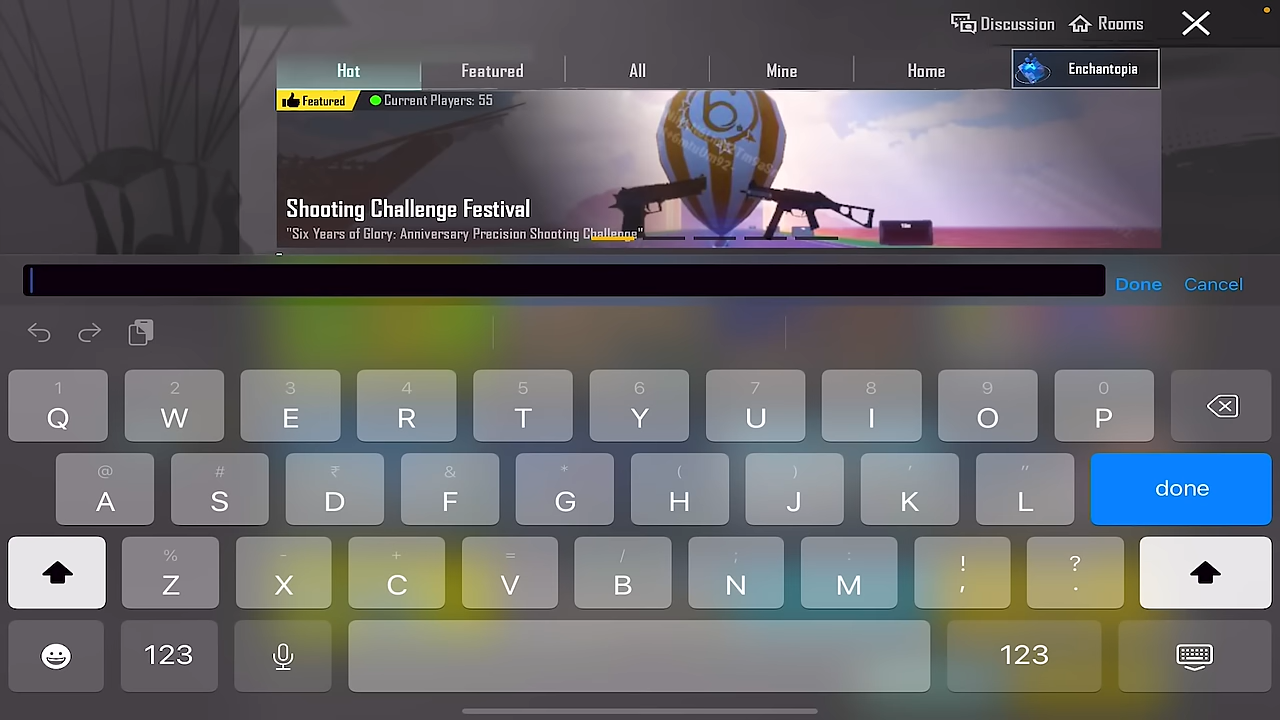 Discussion Rooms
Hot Featured All Mine Home Enchantopia
Featured Current Players: 55
Shooting Challenge Festival
"Six Years of Glory: Anniversary Precision Shooting Challenge"
Done Cancel
1 2 3 4 5 6 7 8 9 0
Q W E R T Y U I O P
@ # ₹ & * ( ) ' "
A S D F G H J K L done
% - + = / ; : ! ?
Z X C V B N M , .
123 123